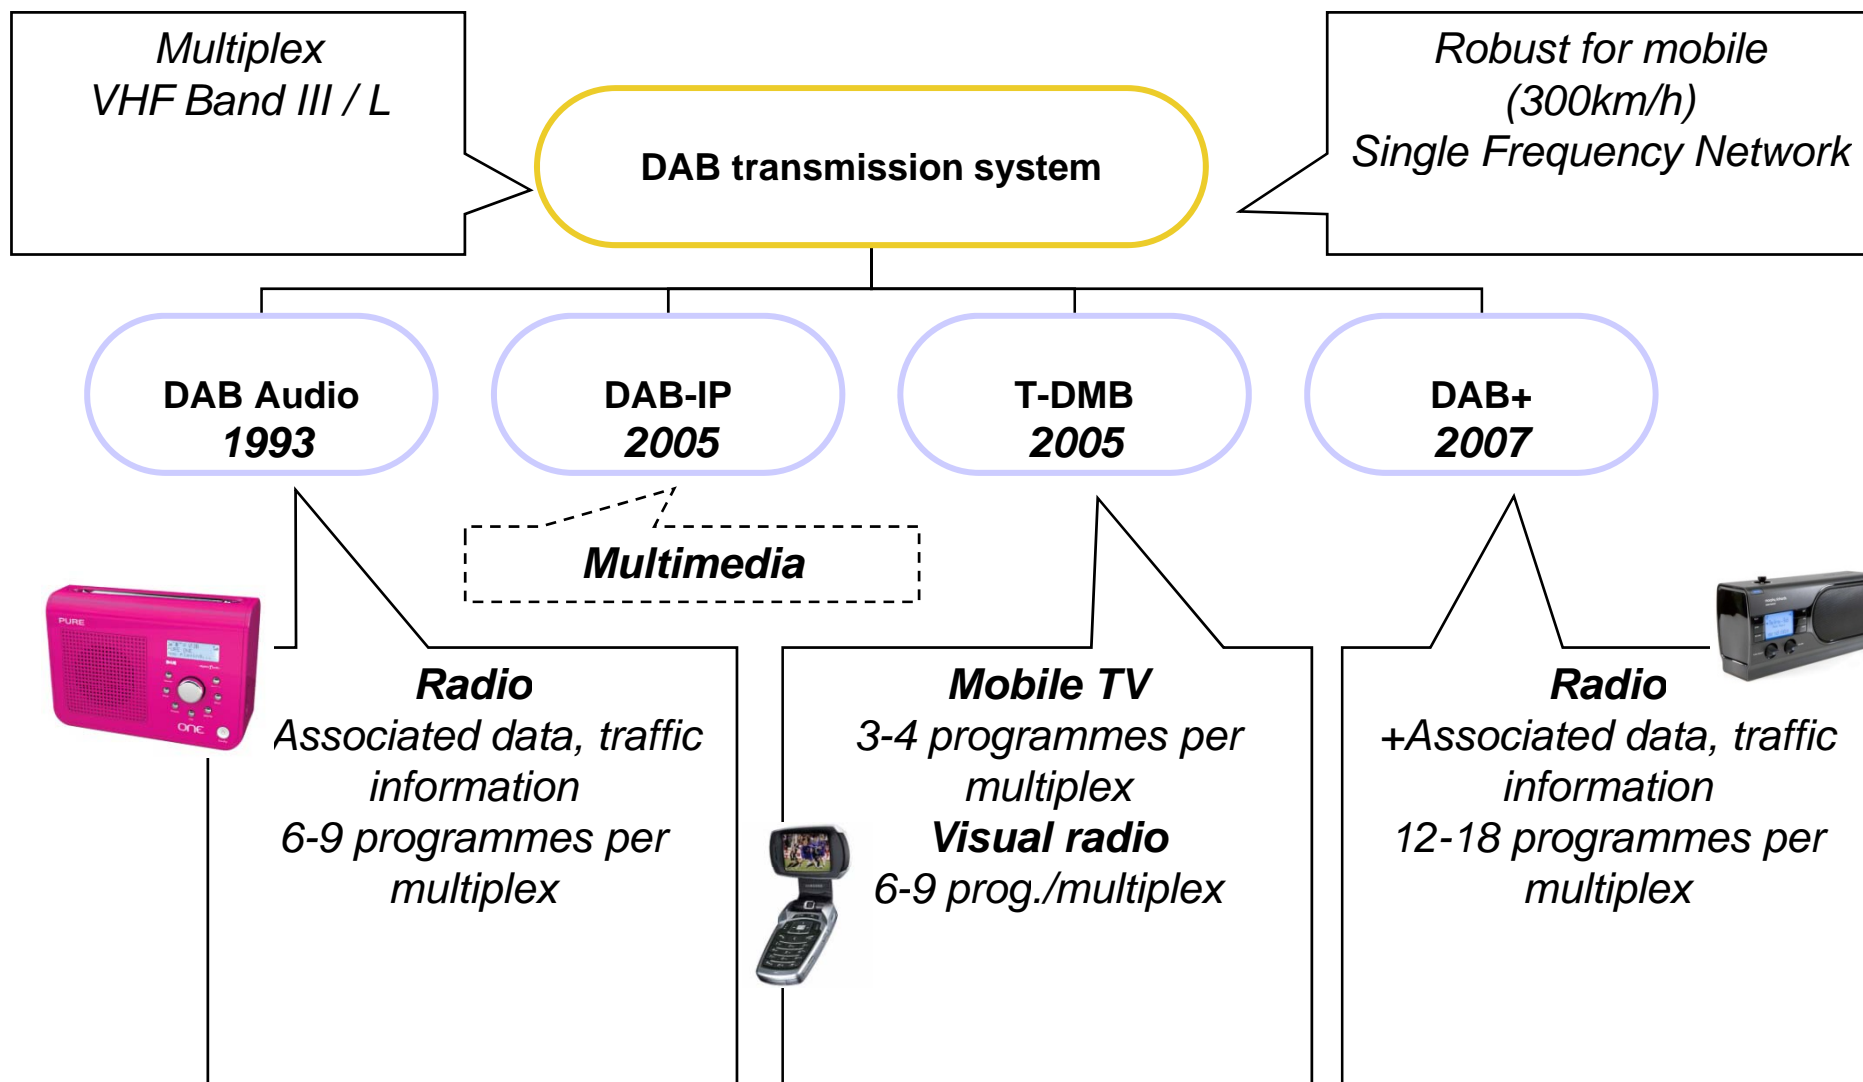 Multiplex
VHF Band III / L
Robust for mobile
(300km/h)
Single Frequency Network
DAB transmission system
DAB Audio
1993
DAB-IP
2005
T-DMB
2005
DAB+
2007
Multimedia
PURE
ONE
Radio
Associated data, traffic
information
6-9 programmes per
multiplex
Mobile TV
3-4 programmes per
multiplex
Visual radio
6-9 prog./multiplex
Radio
+Associated data, traffic
information
12-18 programmes per
multiplex